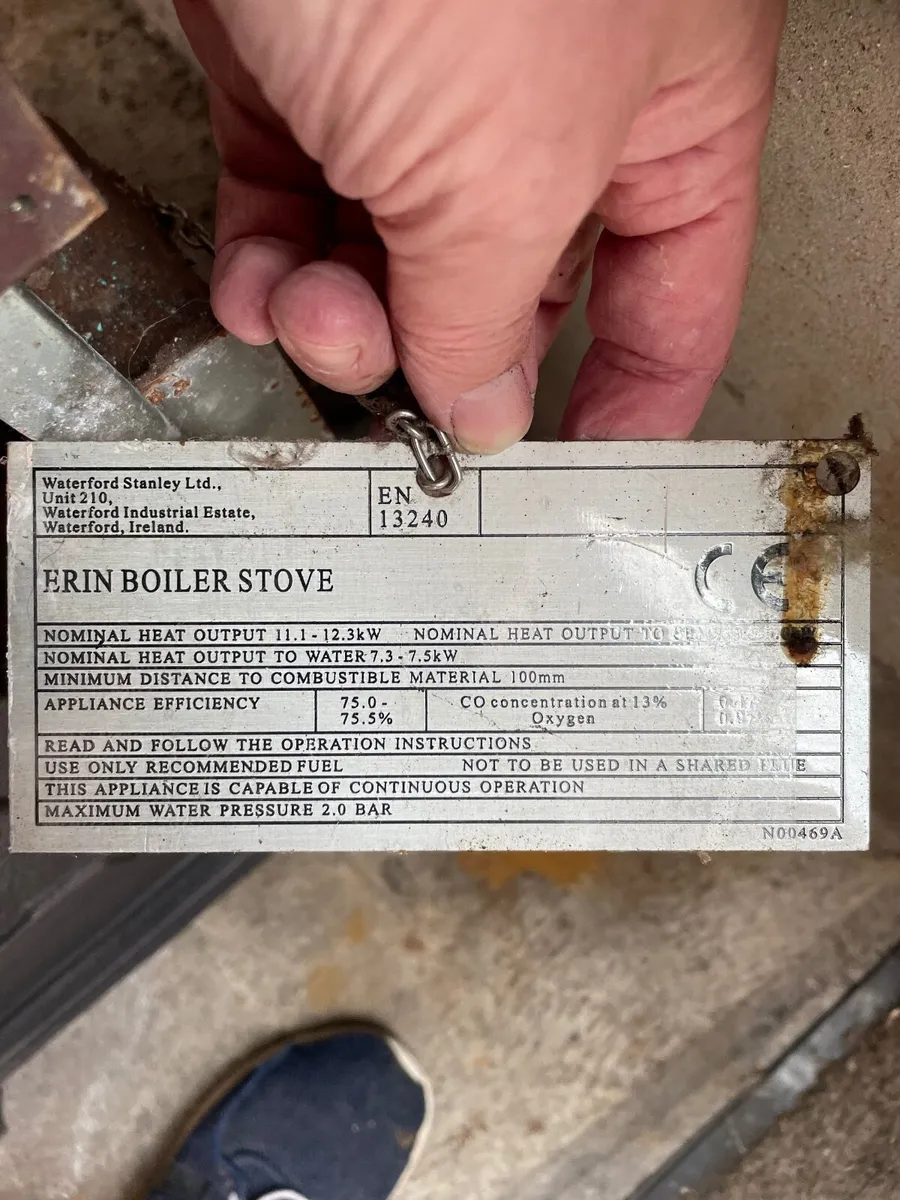 Waterford Stanley Ltd.,
Unit 210,
Waterford Industrial Estate,
Waterford, Ireland.
EN
13240
ERIN BOILER STOVE
CE
NOMINAL HEAT OUTPUT 11.1 - 12.3kW NOMINAL HEAT OUTPUT TO
NOMINAL HEAT OUTPUT TO WATER 7.3 - 7.5kW
MINIMUM DISTANCE TO COMBUSTIBLE MATERIAL 100mm
APPLIANCE EFFICIENCY
75.0 -
75.5%
CO concentration at 13%
Oxygen
READ AND FOLLOW THE OPERATION INSTRUCTIONS
USE ONLY RECOMMENDED FUEL NOT TO BE USED IN A SHARED FLUE
THIS APPLIANCE IS CAPABLE OF CONTINUOUS OPERATION
MAXIMUM WATER PRESSURE 2.0 BAR
N00469A